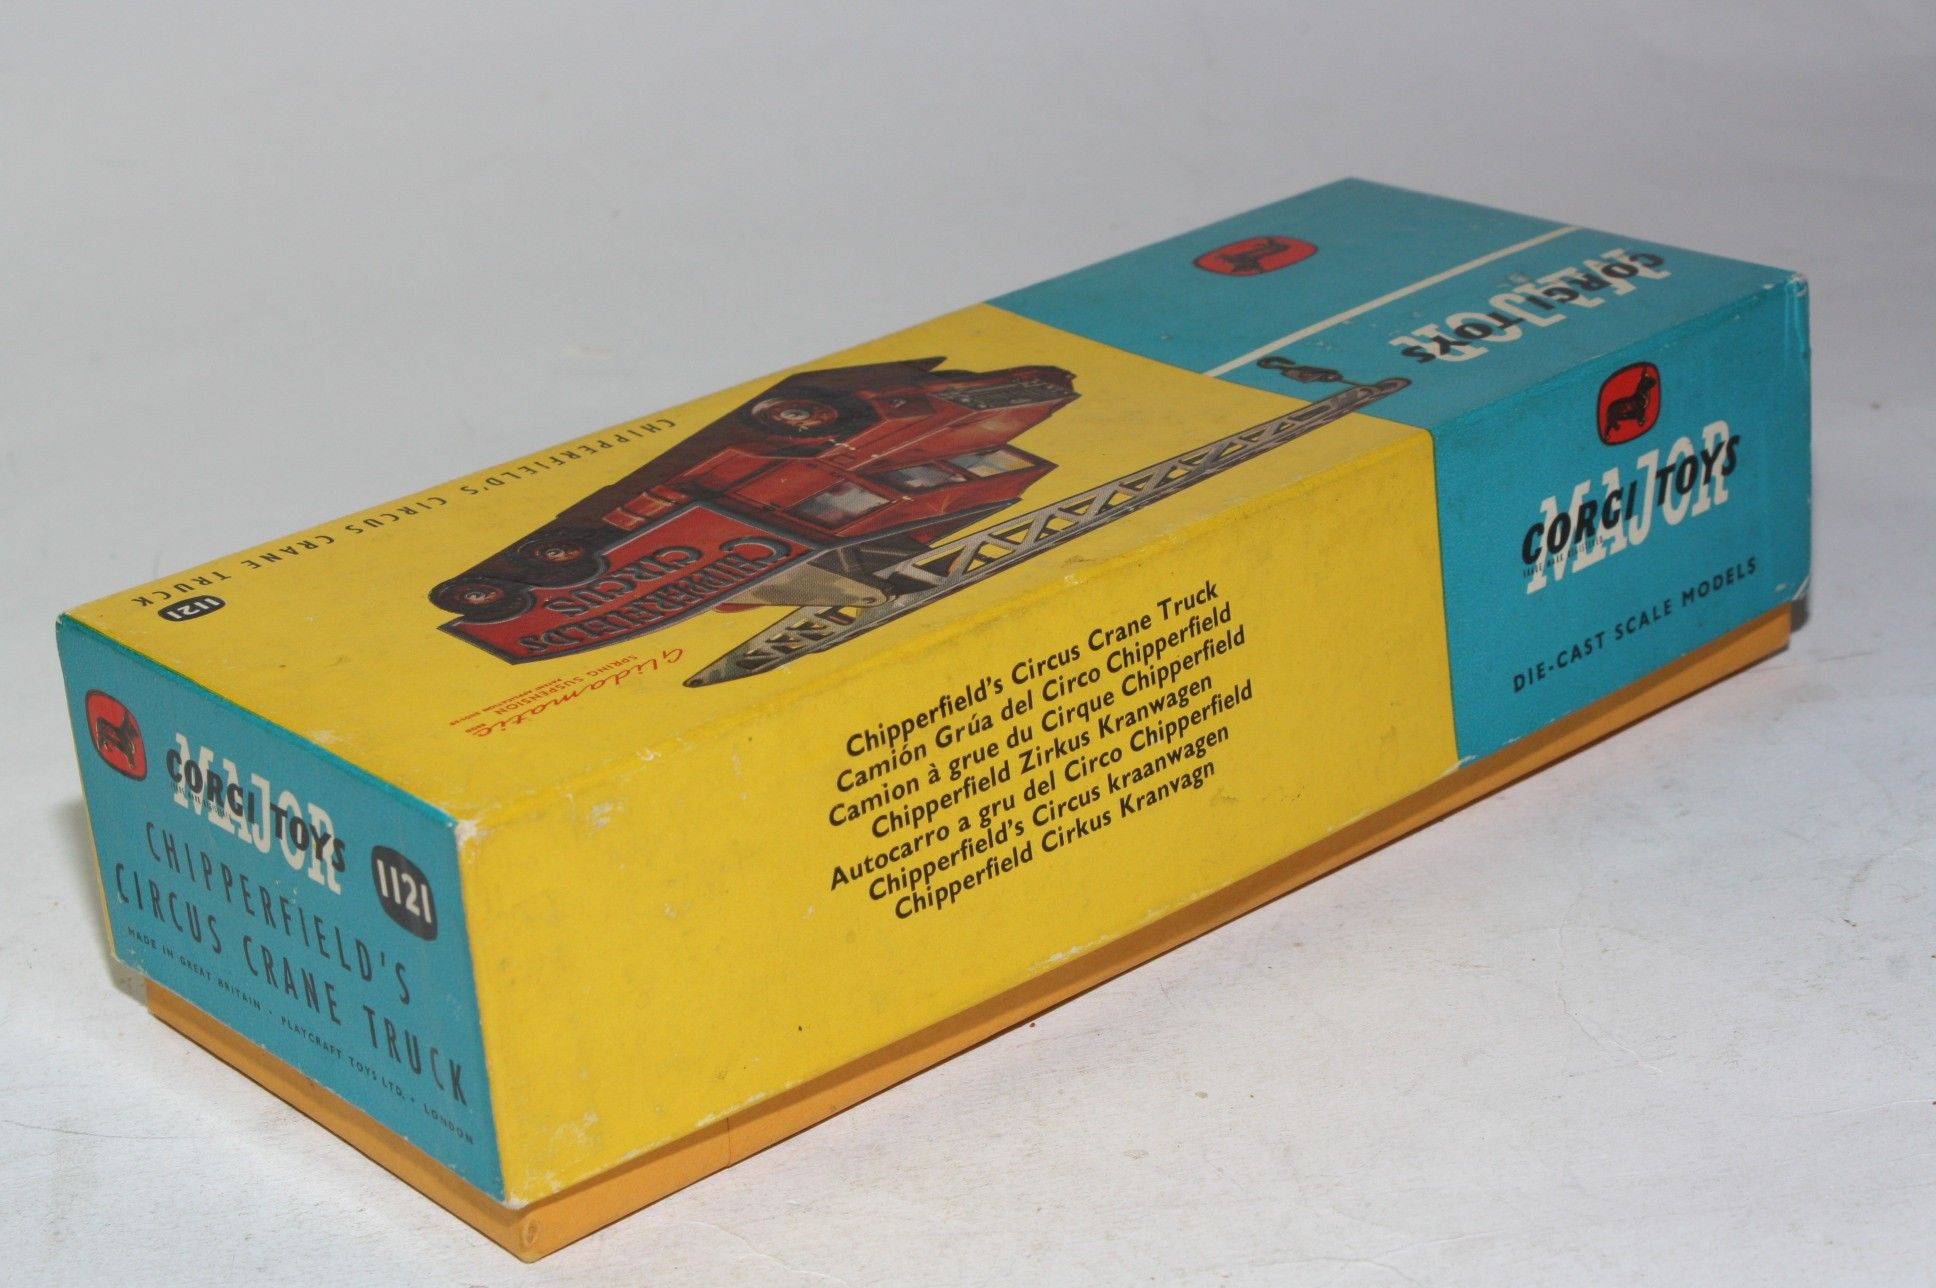 CORGI TOYS
MAJOR
CHIPPERFIELD'S CIRCUS CRANE TRUCK
1121
CHIPPERFIELD'S
CIRCUS
Glidamatic
SPRING SUSPENSION
CORGI TOYS
MAJOR
1121
CHIPPERFIELD'S
CIRCUS CRANE TRUCK
MADE IN GREAT BRITAIN · PLAYCRAFT TOYS LTD. · LONDON
Chipperfield's Circus Crane Truck
Camión Grúa del Circo Chipperfield
Camion à grue du Cirque Chipperfield
Chipperfield Zirkus Kranwagen
Autocarro a gru del Circo Chipperfield
Chipperfield's Circus kraanwagen
Chipperfield Cirkus Kranvagn
CORGI TOYS
MAJOR
TRADE MARK REGISTERED
DIE-CAST SCALE MODELS